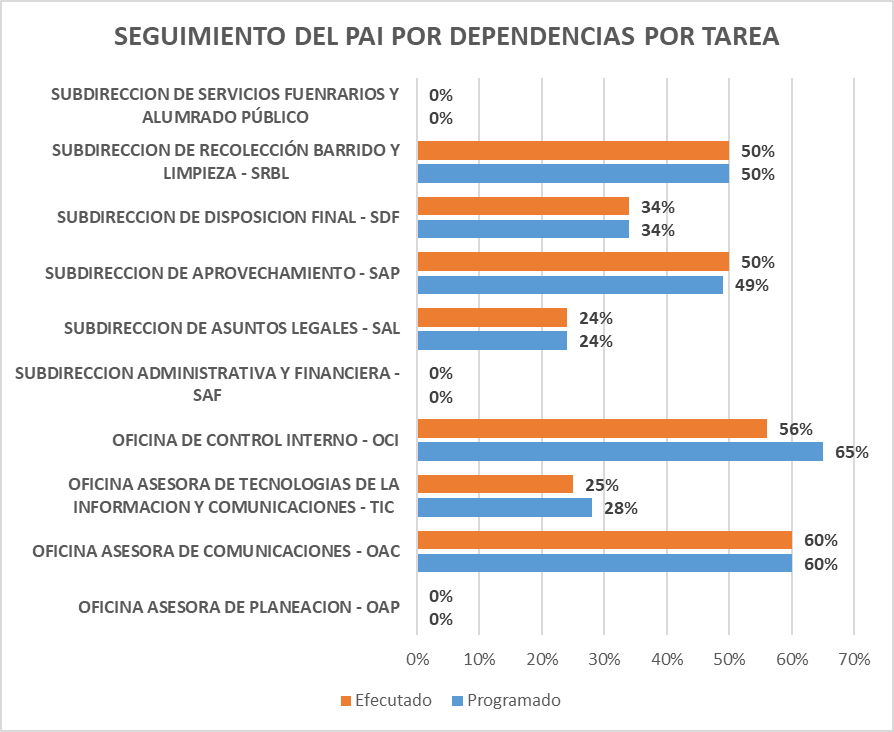 SEGUIMIENTO DEL PAI POR DEPENDENCIAS POR TAREA
SUBDIRECCION DE SERVICIOS FUENRARIOS Y
ALUMRADO PÚBLICO
0%
0%
SUBDIRECCION DE RECOLECCIÓN BARRIDO Y
LIMPIEZA - SRBL
50%
50%
SUBDIRECCION DE DISPOSICION FINAL - SDF
34%
34%
SUBDIRECCION DE APROVECHAMIENTO - SAP
50%
49%
SUBDIRECCION DE ASUNTOS LEGALES - SAL
24%
24%
SUBDIRECCION ADMINISTRATIVA Y FINANCIERA -
SAF
0%
0%
OFICINA DE CONTROL INTERNO - OCI
56%
65%
OFICINA ASESORA DE TECNOLOGIAS DE LA
INFORMACION Y COMUNICACIONES - TIC
25%
28%
OFICINA ASESORA DE COMUNICACIONES - OAC
60%
60%
OFICINA ASESORA DE PLANEACION - OAP
0%
0%
0% 10% 20% 30% 40% 50% 60% 70%
Efecutado Programado